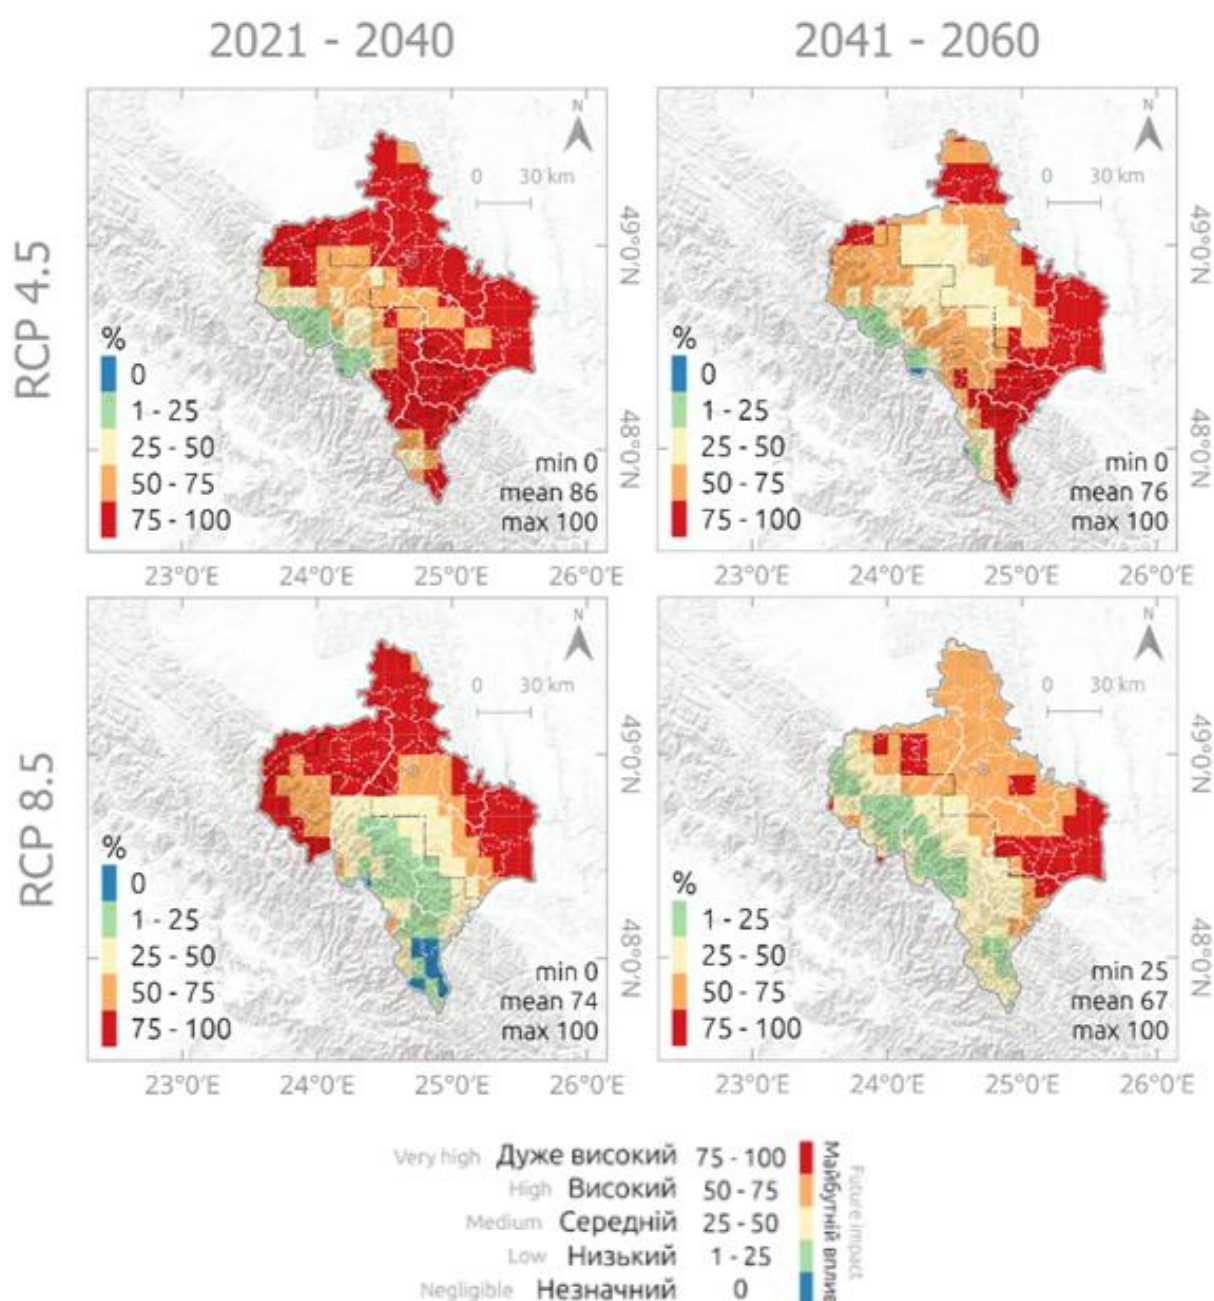 2021 - 2040
2041 - 2060
RCP 4.5
N
0 30 km
49°0'N
48°0'N
%
0
1 - 25
25 - 50
50 - 75
75 - 100
min 0
mean 86
max 100
23°0'E 24°0'E 25°0'E 26°0'E
N
0 30 km
49°0'N
48°0'N
%
0
1 - 25
25 - 50
50 - 75
75 - 100
min 0
mean 76
max 100
23°0'E 24°0'E 25°0'E 26°0'E
RCP 8.5
N
0 30 km
49°0'N
48°0'N
%
0
1 - 25
25 - 50
50 - 75
75 - 100
min 0
mean 74
max 100
23°0'E 24°0'E 25°0'E 26°0'E
N
0 30 km
49°0'N
48°0'N
%
1 - 25
25 - 50
50 - 75
75 - 100
min 25
mean 67
max 100
23°0'E 24°0'E 25°0'E 26°0'E
Very high Дуже високий 75 - 100
High Високий 50 - 75
Medium Середній 25 - 50
Low Низький 1 - 25
Negligible Незначний 0
Майбутній вплив
Future impact